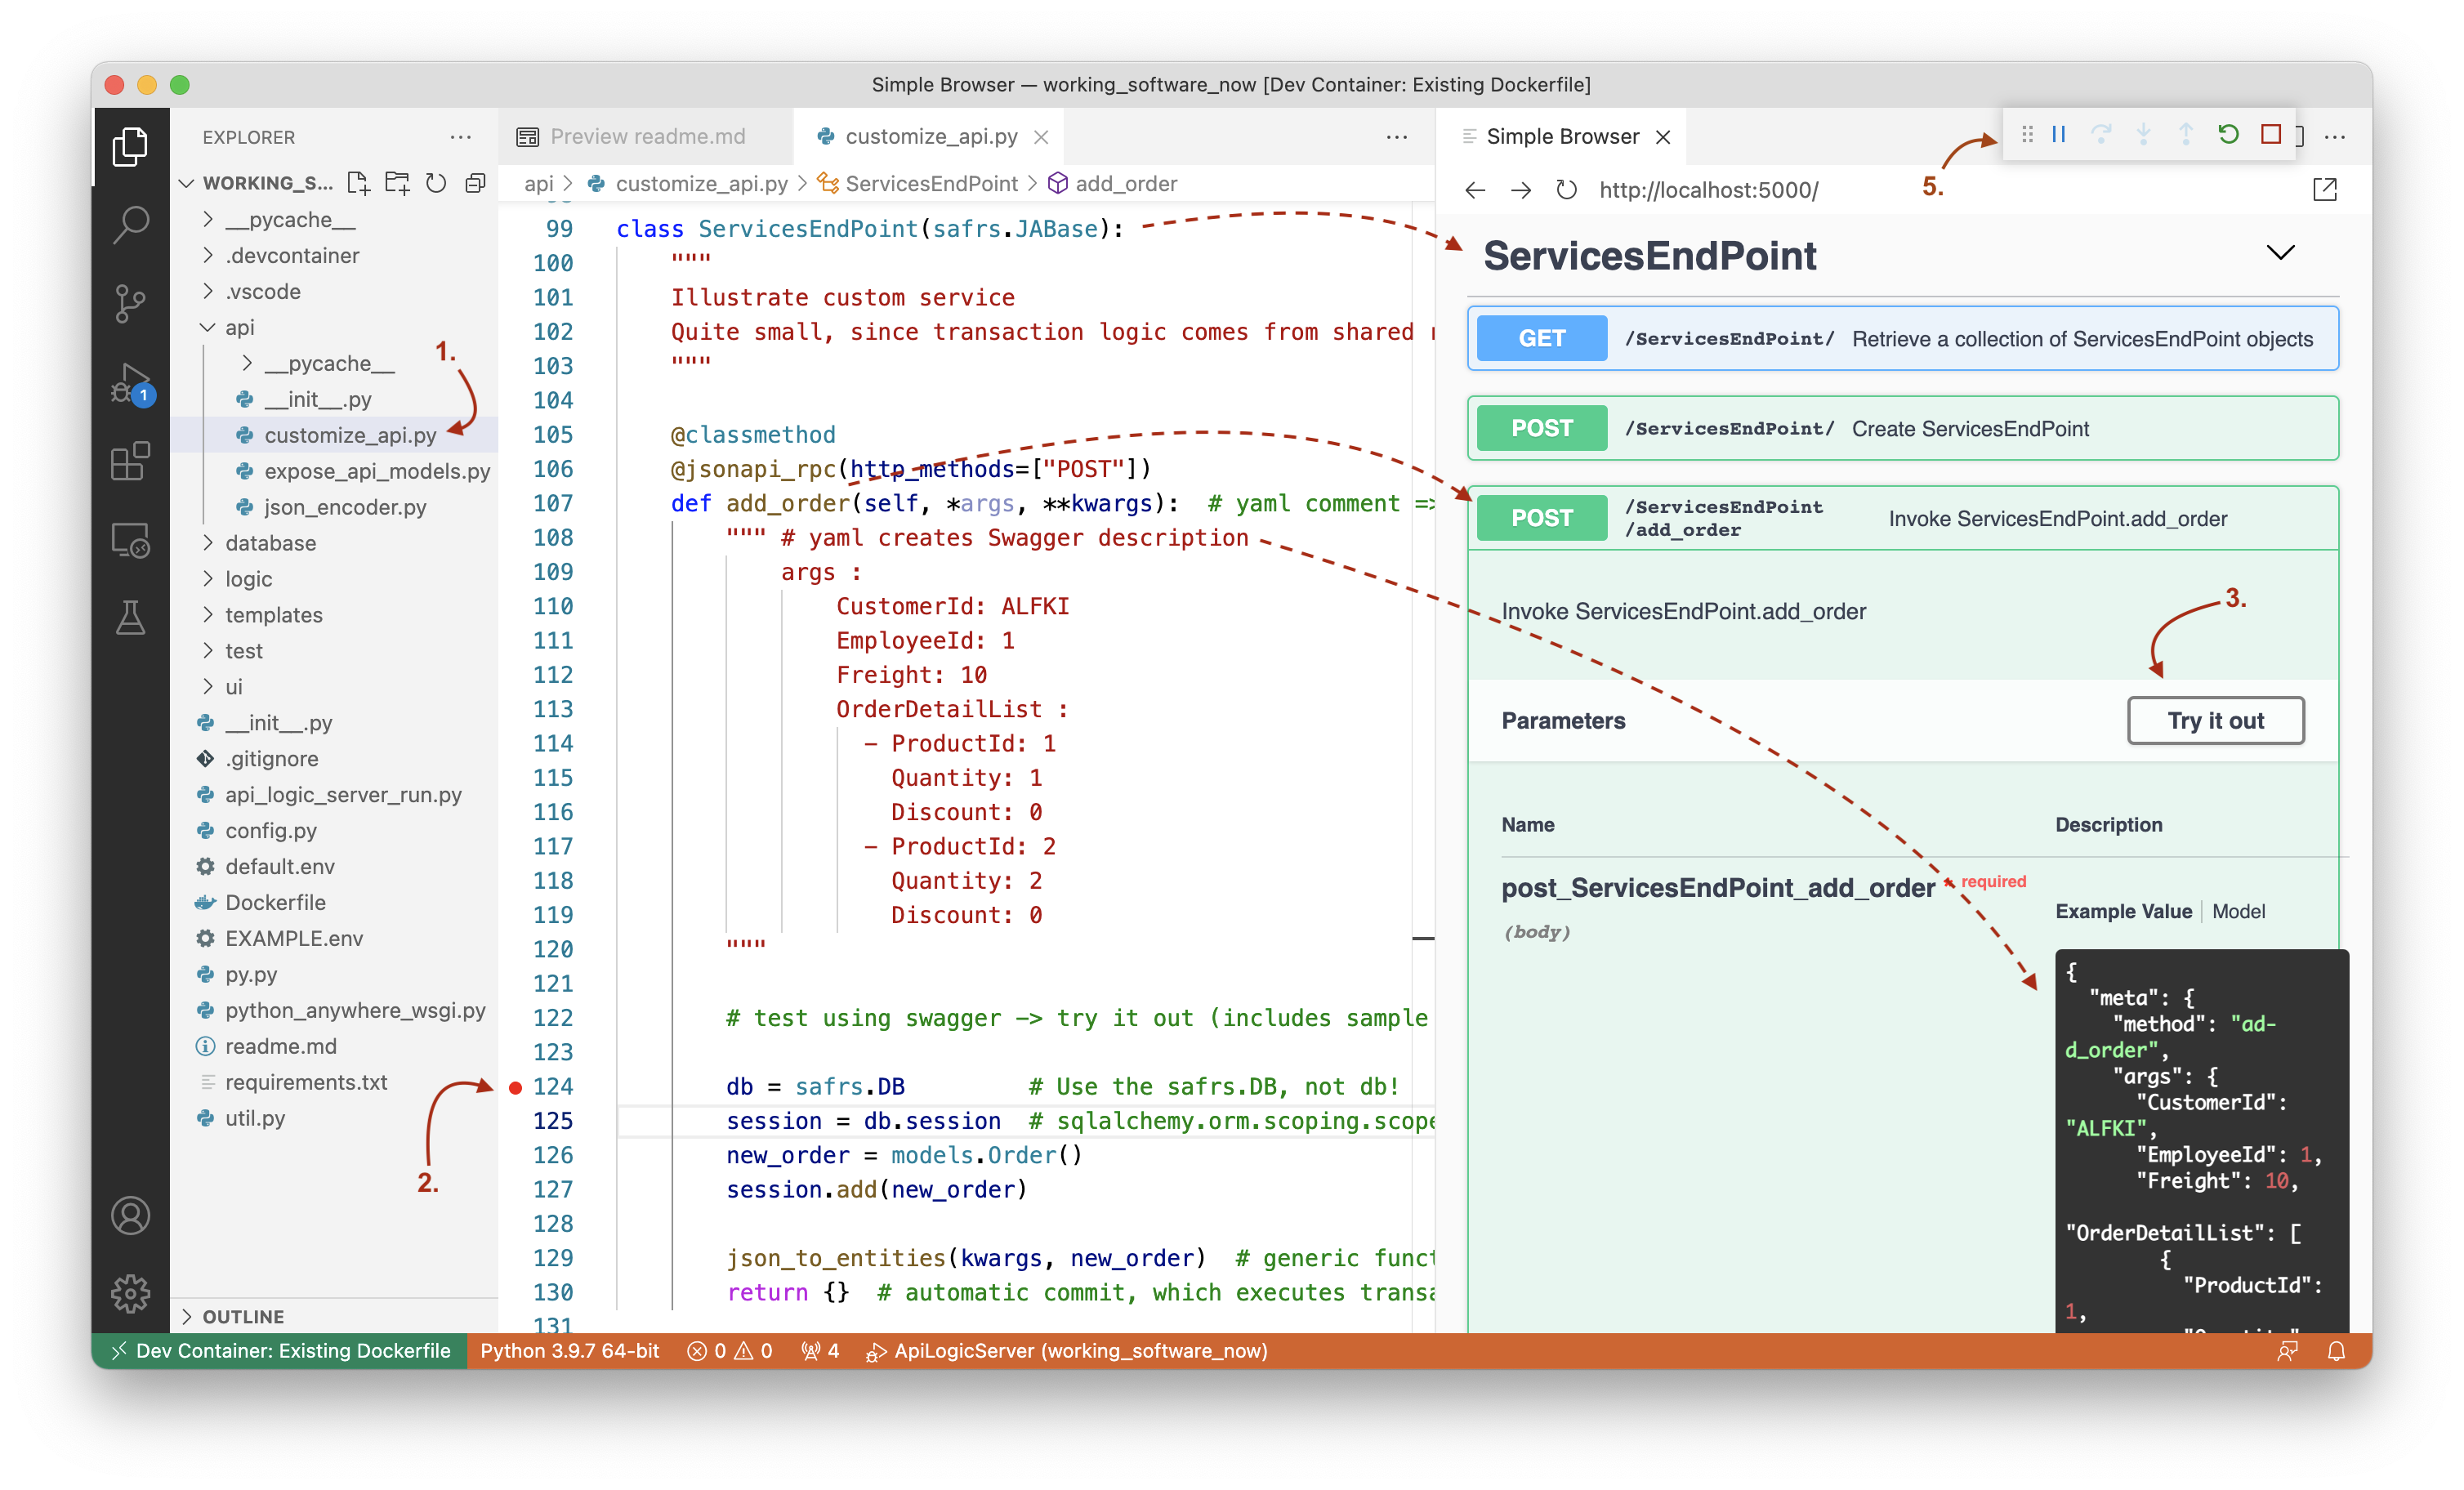 Simple Browser — working_software_now [Dev Container: Existing Dockerfile]
EXPLORER
WORKING_S...
__pycache__
.devcontainer
.vscode
api
1.
__pycache__
__init__.py
customize_api.py
expose_api_models.py
json_encoder.py
database
logic
templates
test
ui
__init__.py
.gitignore
api_logic_server_run.py
config.py
default.env
Dockerfile
EXAMPLE.env
py.py
python_anywhere_wsgi.py
readme.md
requirements.txt
util.py
2.
OUTLINE
1
Preview readme.md
customize_api.py
api > customize_api.py > ServicesEndPoint > add_order
99 class ServicesEndPoint(safrs.JABase):
100 """
101 Illustrate custom service
102 Quite small, since transaction logic comes from shared
103 """
104
105 @classmethod
106 @jsonapi_rpc(http_methods=["POST"])
107 def add_order(self, *args, **kwargs):  # yaml comment =>
108 """ # yaml creates Swagger description
109 args :
110 CustomerId: ALFKI
111 EmployeeId: 1
112 Freight: 10
113 OrderDetailList :
114 - ProductId: 1
115 Quantity: 1
116 Discount: 0
117 - ProductId: 2
118 Quantity: 2
119 Discount: 0
120 """
121
122 # test using swagger -> try it out (includes sample
123
124 db = safrs.DB         # Use the safrs.DB, not db!
125 session = db.session  # sqlalchemy.orm.scoping.scope
126 new_order = models.Order()
127 session.add(new_order)
128
129 json_to_entities(kwargs, new_order)  # generic funct
130 return {}  # automatic commit, which executes transa
131
Simple Browser
5.
http://localhost:5000/
ServicesEndPoint
GET /ServicesEndPoint/ Retrieve a collection of ServicesEndPoint objects
POST /ServicesEndPoint/ Create ServicesEndPoint
POST /ServicesEndPoint
/add_order
Invoke ServicesEndPoint.add_order
Invoke ServicesEndPoint.add_order
3.
Parameters
Try it out
Name
Description
post_ServicesEndPoint_add_order * required
(body)
Example Value | Model
{
"meta": {
"method": "ad-
d_order",
"args": {
"CustomerId":
"ALFKI",
"EmployeeId": 1,
"Freight": 10,
"OrderDetailList": [
{
"ProductId":
1,
Dev Container: Existing Dockerfile
Python 3.9.7 64-bit
0 0
4
ApiLogicServer (working_software_now)